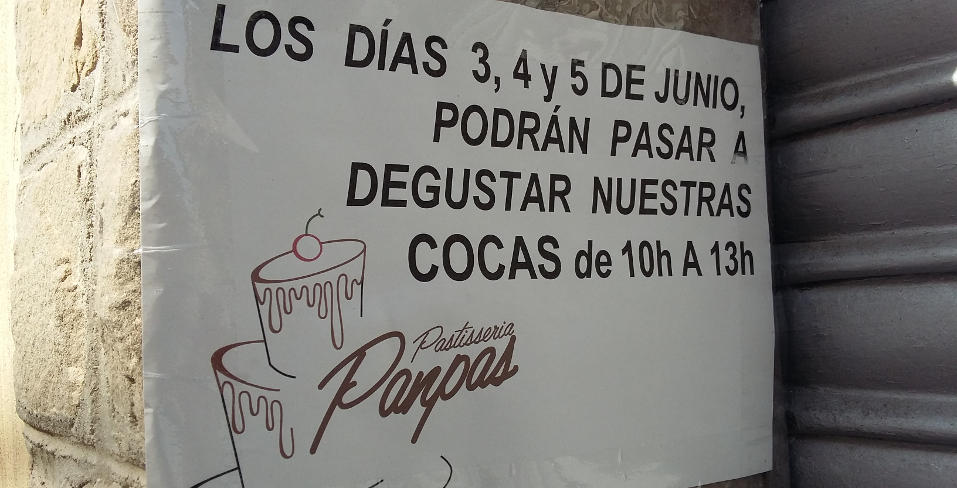 LOS DÍAS 3, 4 y 5 DE JUNIO,
PODRÁN PASAR A
DEGUSTAR NUESTRAS
COCAS de 10h A 13h
Pastisseria
Panpas